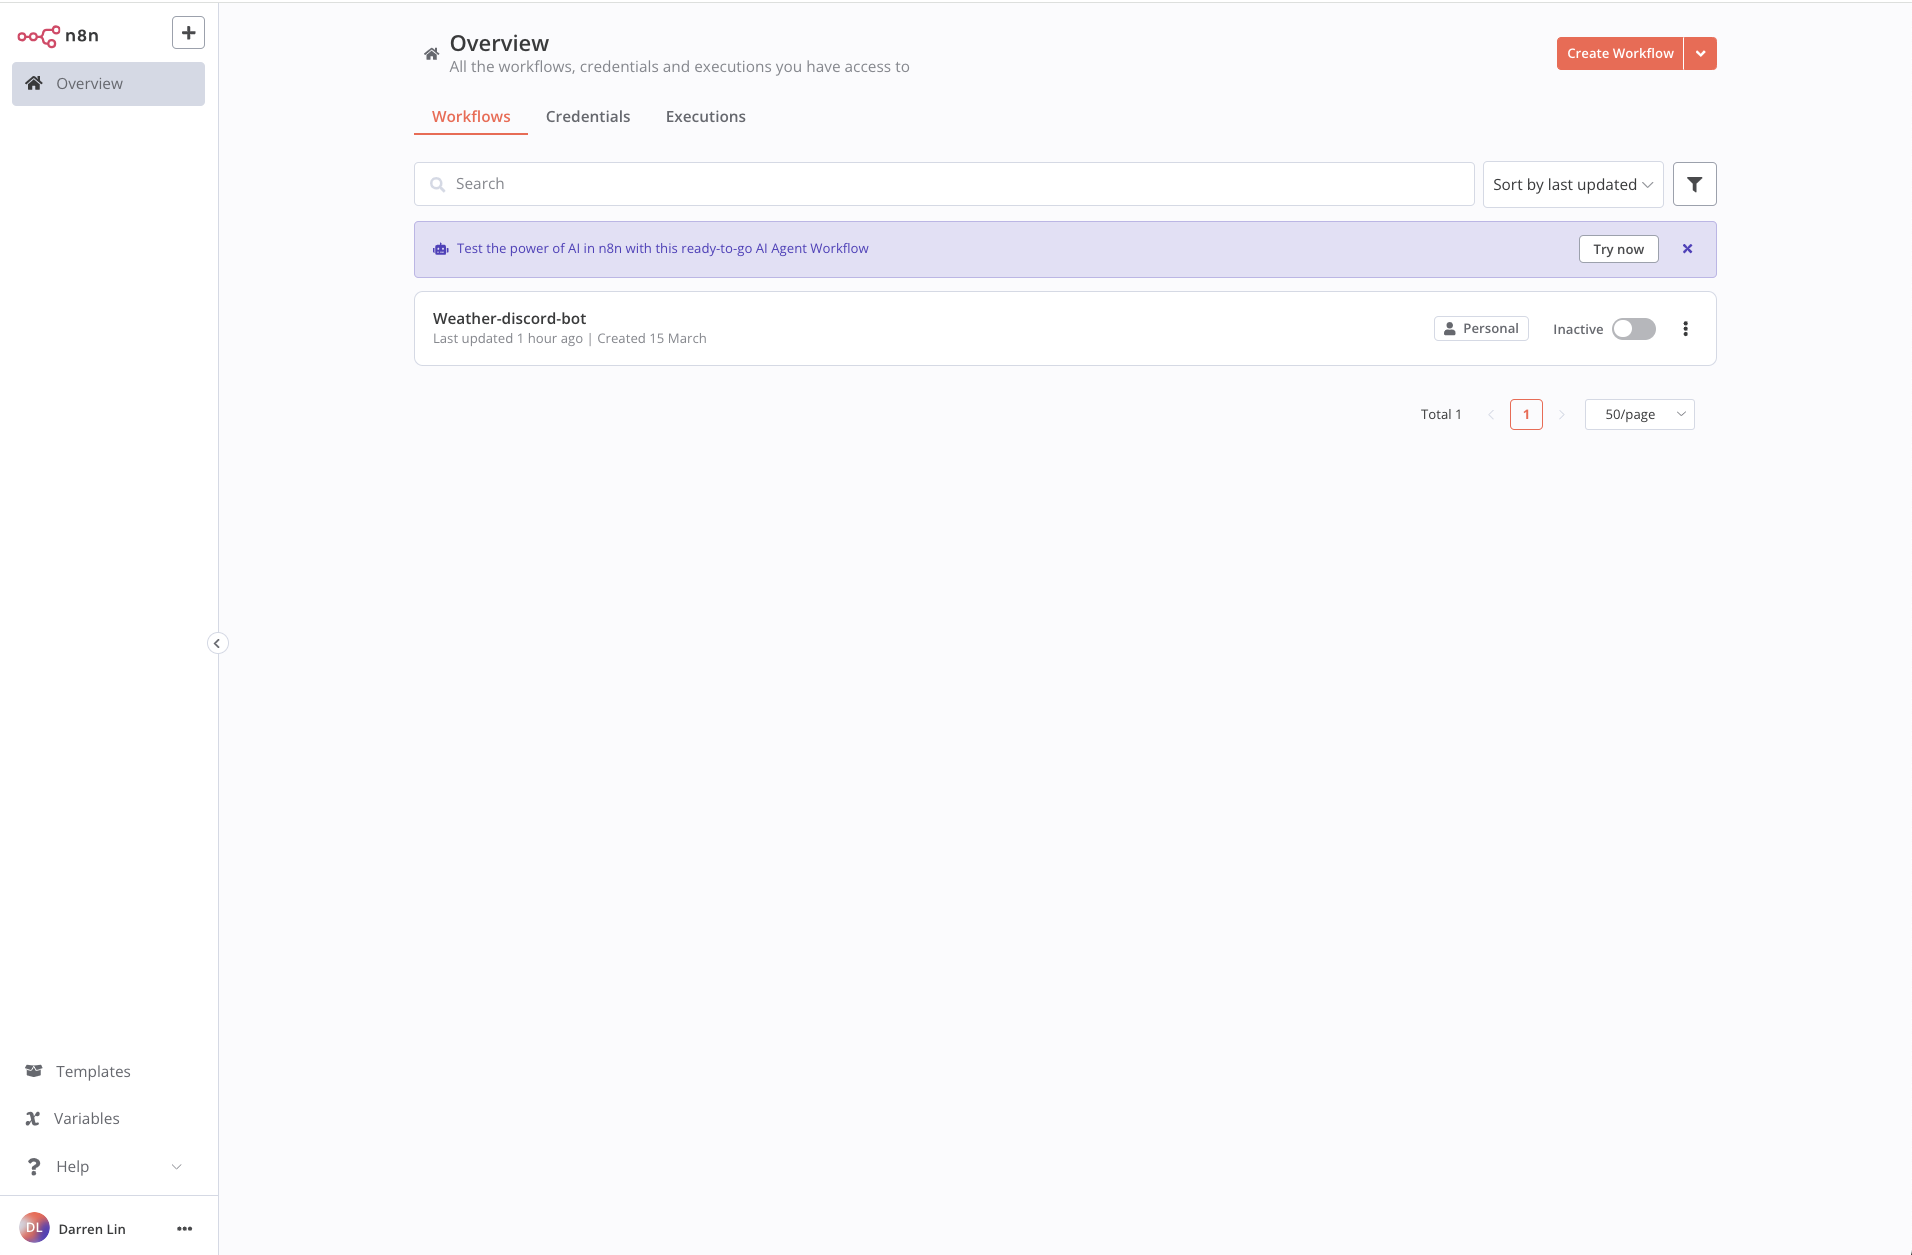 n8n
Overview
Templates
Variables
Help
DL
Darren Lin
Overview
All the workflows, credentials and executions you have access to
Create Workflow
Workflows
Credentials
Executions
Search
Sort by last updated
Test the power of AI in n8n with this ready-to-go AI Agent Workflow
Try now
Weather-discord-bot
Last updated 1 hour ago | Created 15 March
Personal
Inactive
Total 1
1
50/page